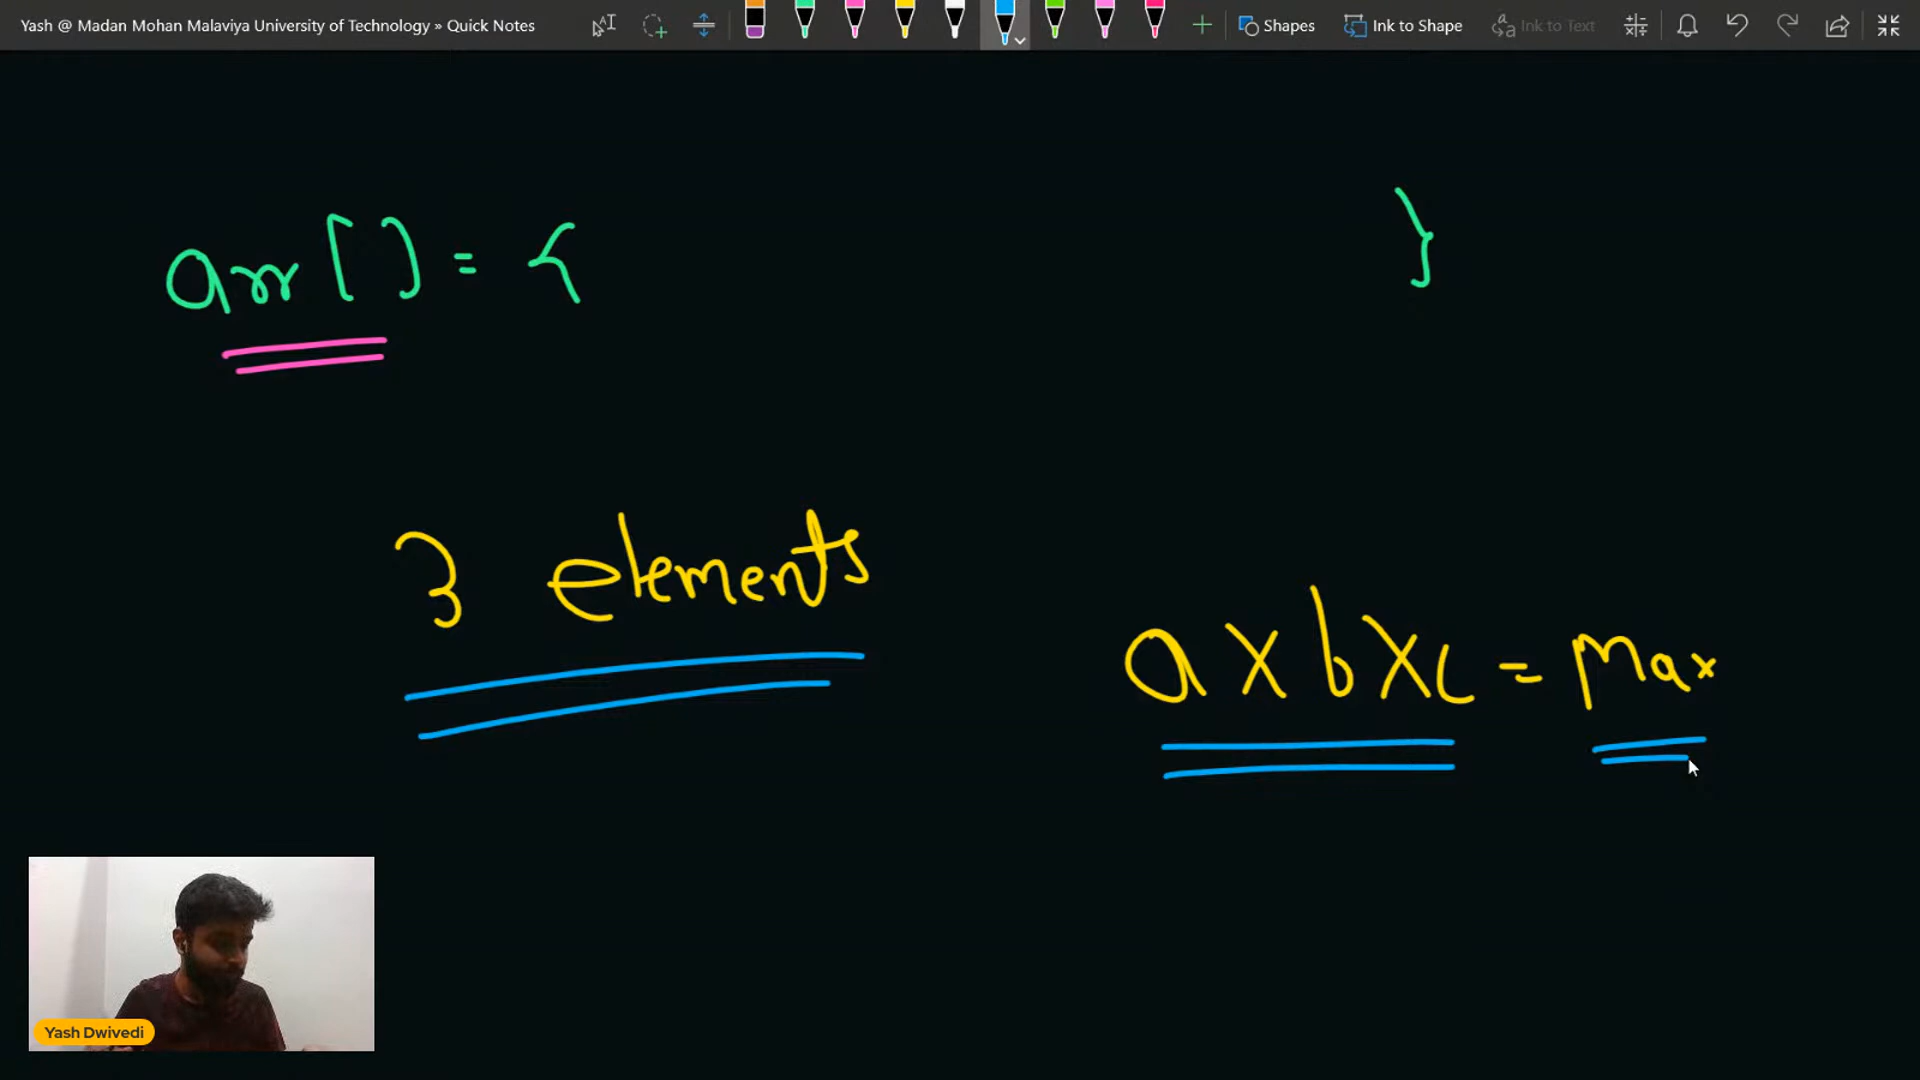 Yash @ Madan Mohan Malaviya University of Technology » Quick Notes
Shapes
Ink to Shape
Ink to Text
arr [ ] = { }
3 elements
a x b x c = Max
Yash Dwivedi